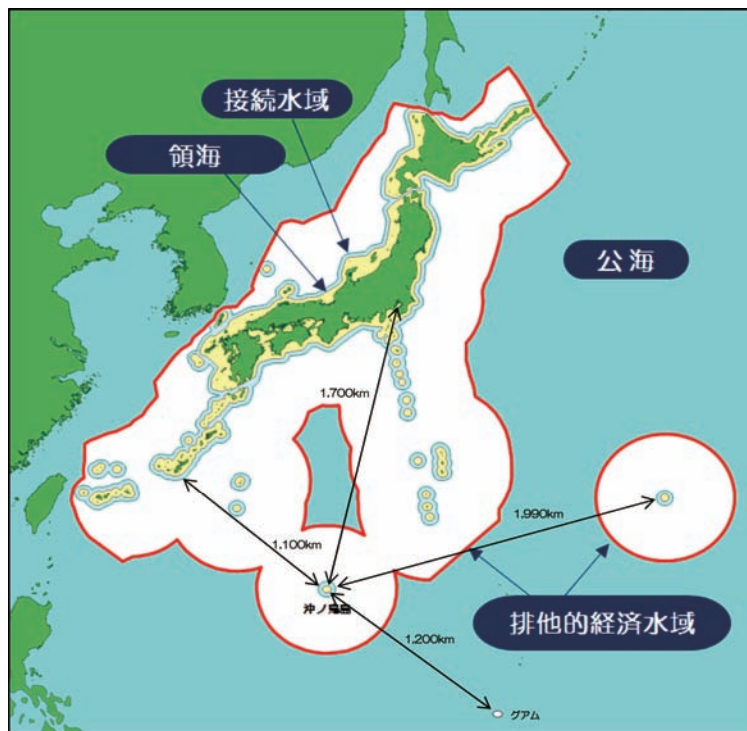 接続水域
領海
公海
1.700km
1.990km
1.100km
沖ノ鳥島
排他的経済水域
1.200km
グアム